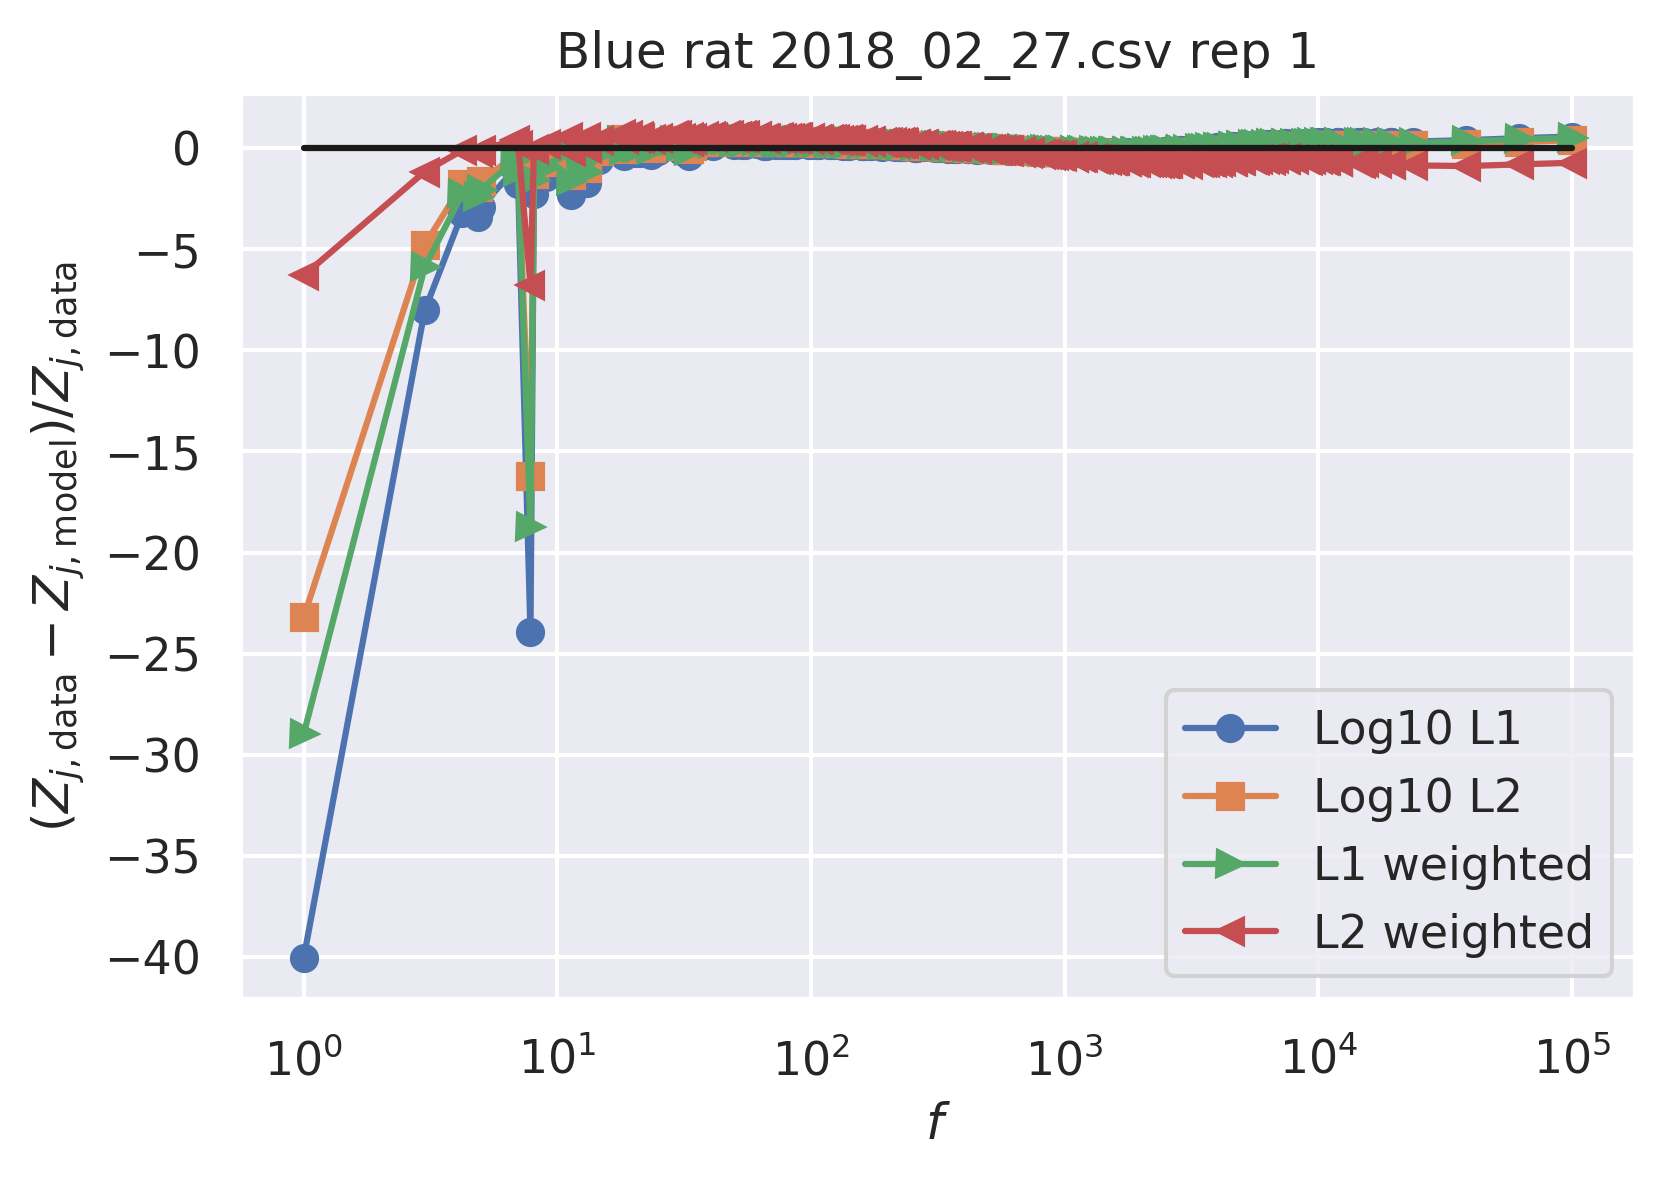 Blue rat 2018_02_27.csv rep 1
(Z_{j, data} − Z_{j, model})/Z_{j, data}
0
−5
−10
−15
−20
−25
−30
−35
−40
Log10 L1
Log10 L2
L1 weighted
L2 weighted
10^0 10^1 10^2 10^3 10^4 10^5
f